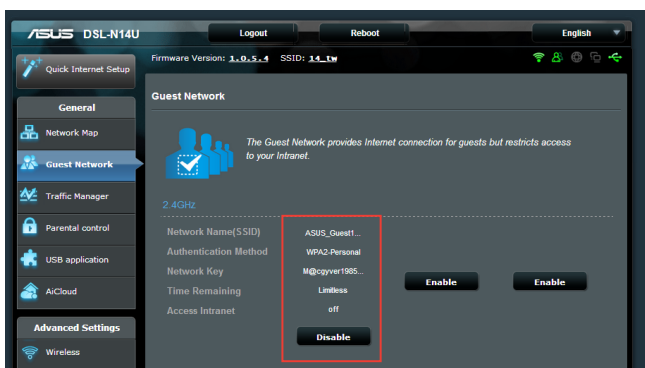 ASUS DSL-N14U Logout Reboot English
Firmware Version: 1.0.5.4 SSID: 14_tw
Quick Internet Setup
General
Network Map
Guest Network
Traffic Manager
Parental control
USB application
AiCloud
Advanced Settings
Wireless
Guest Network
The Guest Network provides Internet connection for guests but restricts access
to your Intranet.
2.4GHz
Network Name(SSID) ASUS_Guest1...
Authentication Method WPA2-Personal
Network Key M@cgyver1985...
Time Remaining Limitless
Access Intranet off
Disable
Enable Enable